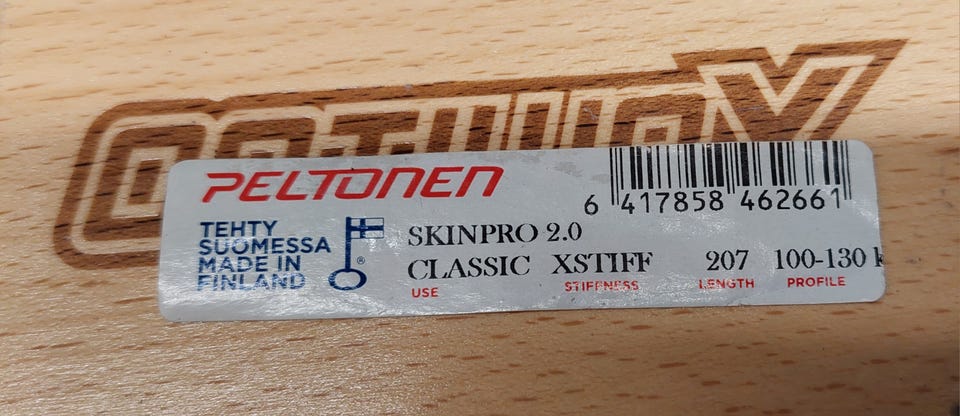 PELTONEN
6 417858 462661
TEHTY
SUOMESSA
MADE IN
FINLAND
®
SKINPRO 2.0
CLASSIC XSTIFF 207 100-130 k
USE STIFFNESS LENGTH PROFILE